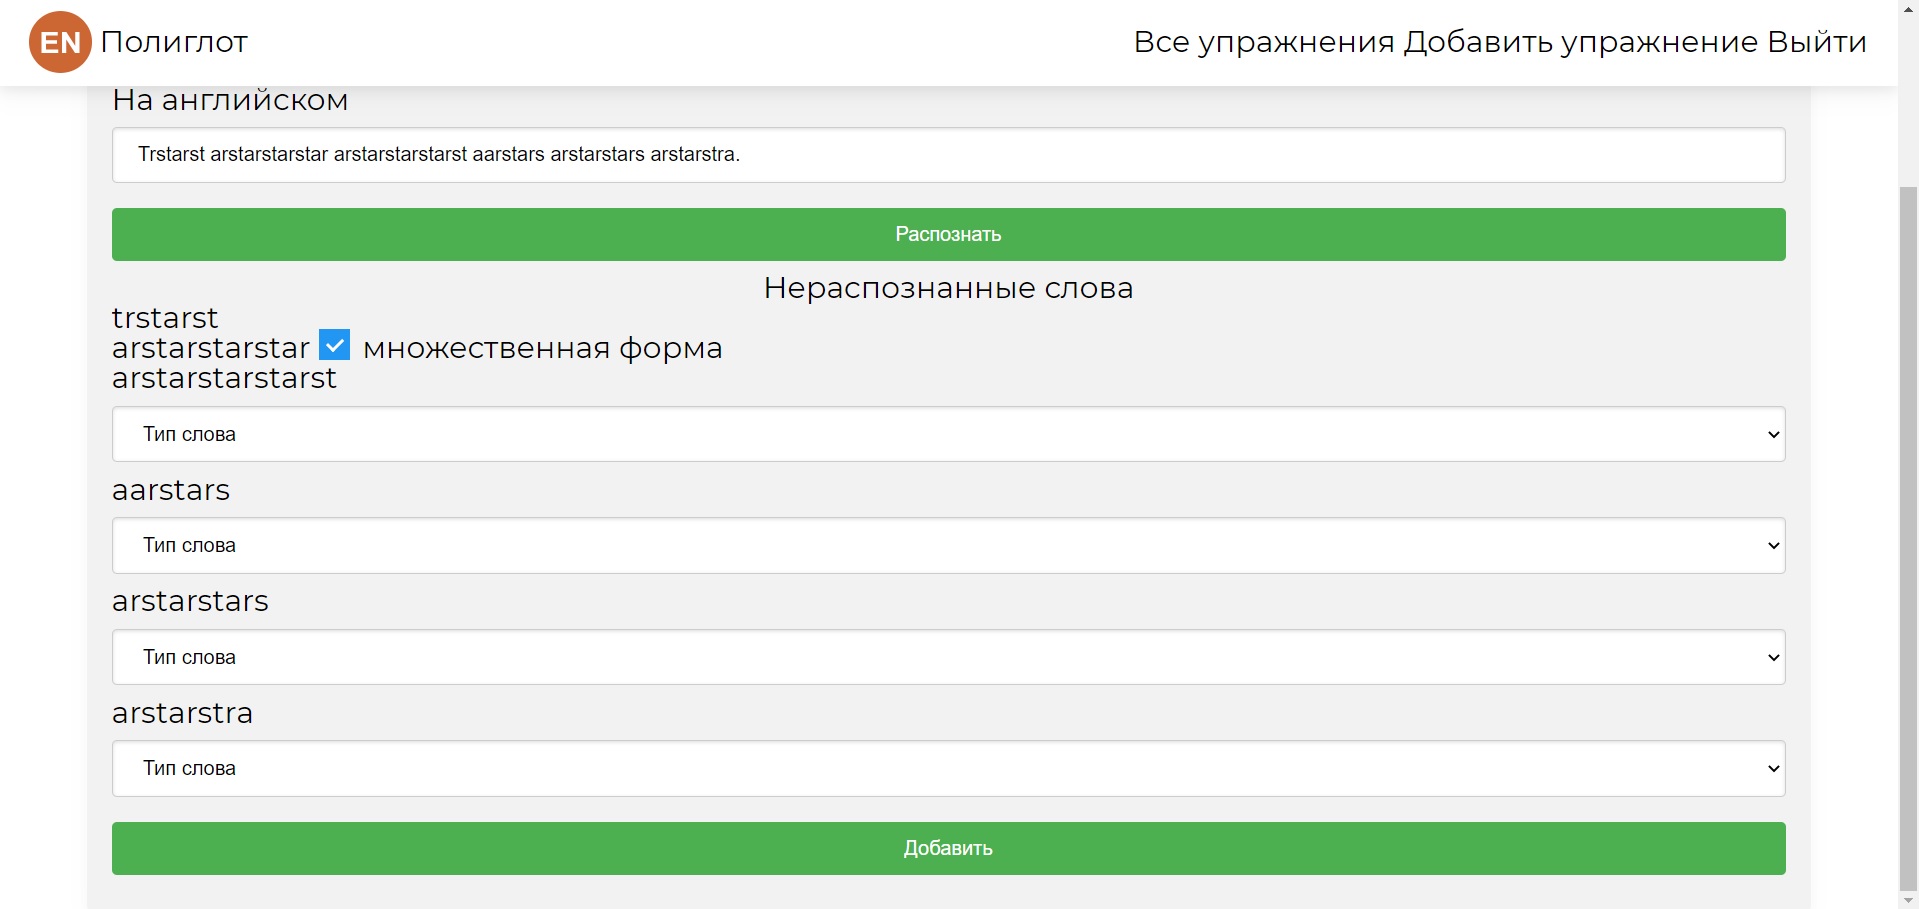 EN Полиглот Все упражнения Добавить упражнение Выйти
На английском
Trstarst arstarstarstar arstarstarstarst aarstars arstarstars arstarstra.
Распознать
Нераспознанные слова
trstarst
arstarstarstar множественная форма
arstarstarstarst
Тип слова
aarstars
Тип слова
arstarstars
Тип слова
arstarstra
Тип слова
Добавить